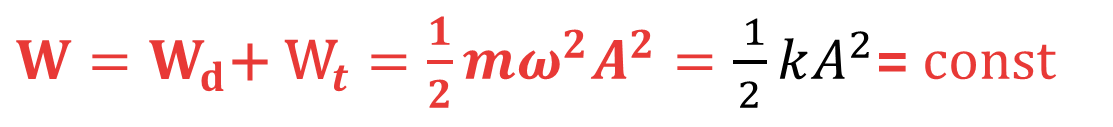 W = W_d + W_t = 1/2 mω²A² = 1/2 kA² = const